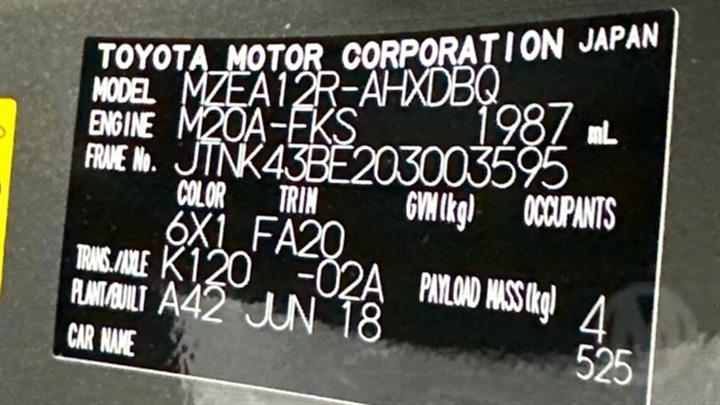 TOYOTA MOTOR CORPORATION JAPAN
MODEL MZEA12R-AHXDBQ
ENGINE M20A-FKS 1987 mL
FRAME No. JTNK43BE203003595
COLOR TRIM GVM(kg) OCCUPANTS
6X1 FA20
TRANS./AXLE K120 -02A PAYLOAD MASS(kg) 4
PLANT/BUILT A42 JUN 18 525
CAR NAME